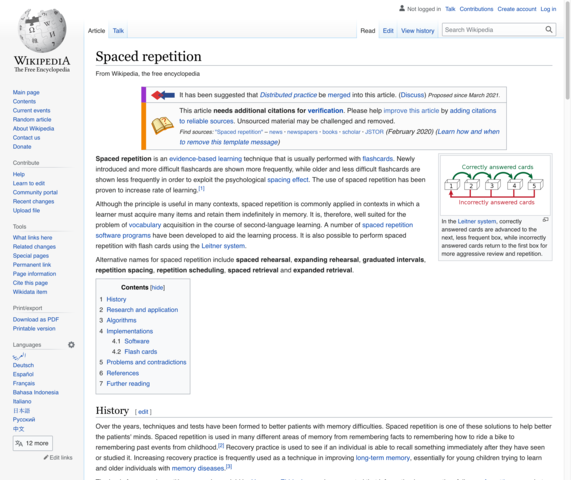 Not logged in Talk Contributions Create account Log in
Article Talk Read Edit View history Search Wikipedia
WIKIPEDIA
The Free Encyclopedia
Main page
Contents
Current events
Random article
About Wikipedia
Contact us
Donate
Contribute
Help
Learn to edit
Community portal
Recent changes
Upload file
Tools
What links here
Related changes
Special pages
Permanent link
Page information
Cite this page
Wikidata item
Print/export
Download as PDF
Printable version
Languages
العربية
Deutsch
Español
Français
Bahasa Indonesia
Italiano
日本語
Русский
中文
12 more
Edit links
Spaced repetition
From Wikipedia, the free encyclopedia
It has been suggested that Distributed practice be merged into this article. (Discuss) Proposed since March 2021.
This article needs additional citations for verification. Please help improve this article by adding citations
to reliable sources. Unsourced material may be challenged and removed.
Find sources: "Spaced repetition" – news · newspapers · books · scholar · JSTOR (February 2020) (Learn how and when
to remove this template message)
Spaced repetition is an evidence-based learning technique that is usually performed with flashcards. Newly
introduced and more difficult flashcards are shown more frequently, while older and less difficult flashcards are
shown less frequently in order to exploit the psychological spacing effect. The use of spaced repetition has been
proven to increase rate of learning.[1]
Although the principle is useful in many contexts, spaced repetition is commonly applied in contexts in which a
learner must acquire many items and retain them indefinitely in memory. It is, therefore, well suited for the
problem of vocabulary acquisition in the course of second-language learning. A number of spaced repetition
software programs have been developed to aid the learning process. It is also possible to perform spaced
repetition with flash cards using the Leitner system.
Alternative names for spaced repetition include spaced rehearsal, expanding rehearsal, graduated intervals,
repetition spacing, repetition scheduling, spaced retrieval and expanded retrieval.
Correctly answered cards
1 2 3 4 5
Incorrectly answered cards
In the Leitner system, correctly
answered cards are advanced to the
next, less frequent box, while incorrectly
answered cards return to the first box for
more aggressive review and repetition.
Contents [hide]
1 History
2 Research and application
3 Algorithms
4 Implementations
4.1 Software
4.2 Flash cards
5 Problems and contradictions
6 References
7 Further reading
History [ edit ]
Over the years, techniques and tests have been formed to better patients with memory difficulties. Spaced repetition is one of these solutions to help better
the patients' minds. Spaced repetition is used in many different areas of memory from remembering facts to remembering how to ride a bike to
remembering past events from childhood.[2] Recovery practice is used to see if an individual is able to recall something immediately after they have seen
or studied it. Increasing recovery practice is frequently used as a technique in improving long-term memory, essentially for young children trying to learn
and older individuals with memory diseases.[3]